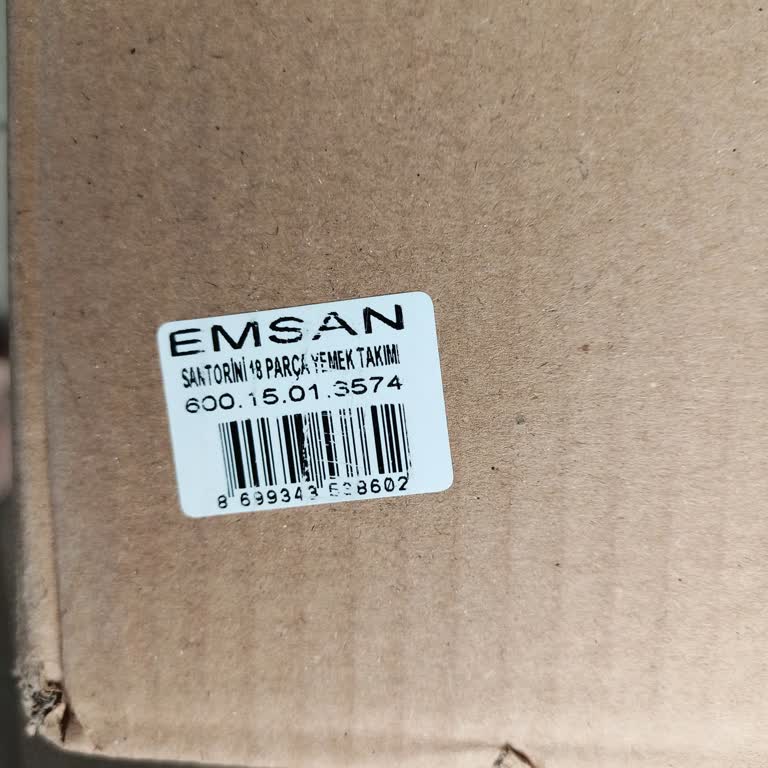 EMSAN
SANTORİNİ 18 PARÇA YEMEK TAKIMI
600.15.01.3574
8 699343 598602